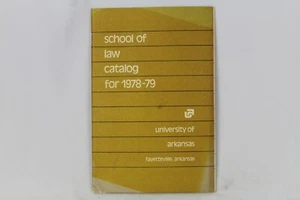 school of
law
catalog
for 1978-79
university of
arkansas
fayetteville, arkansas